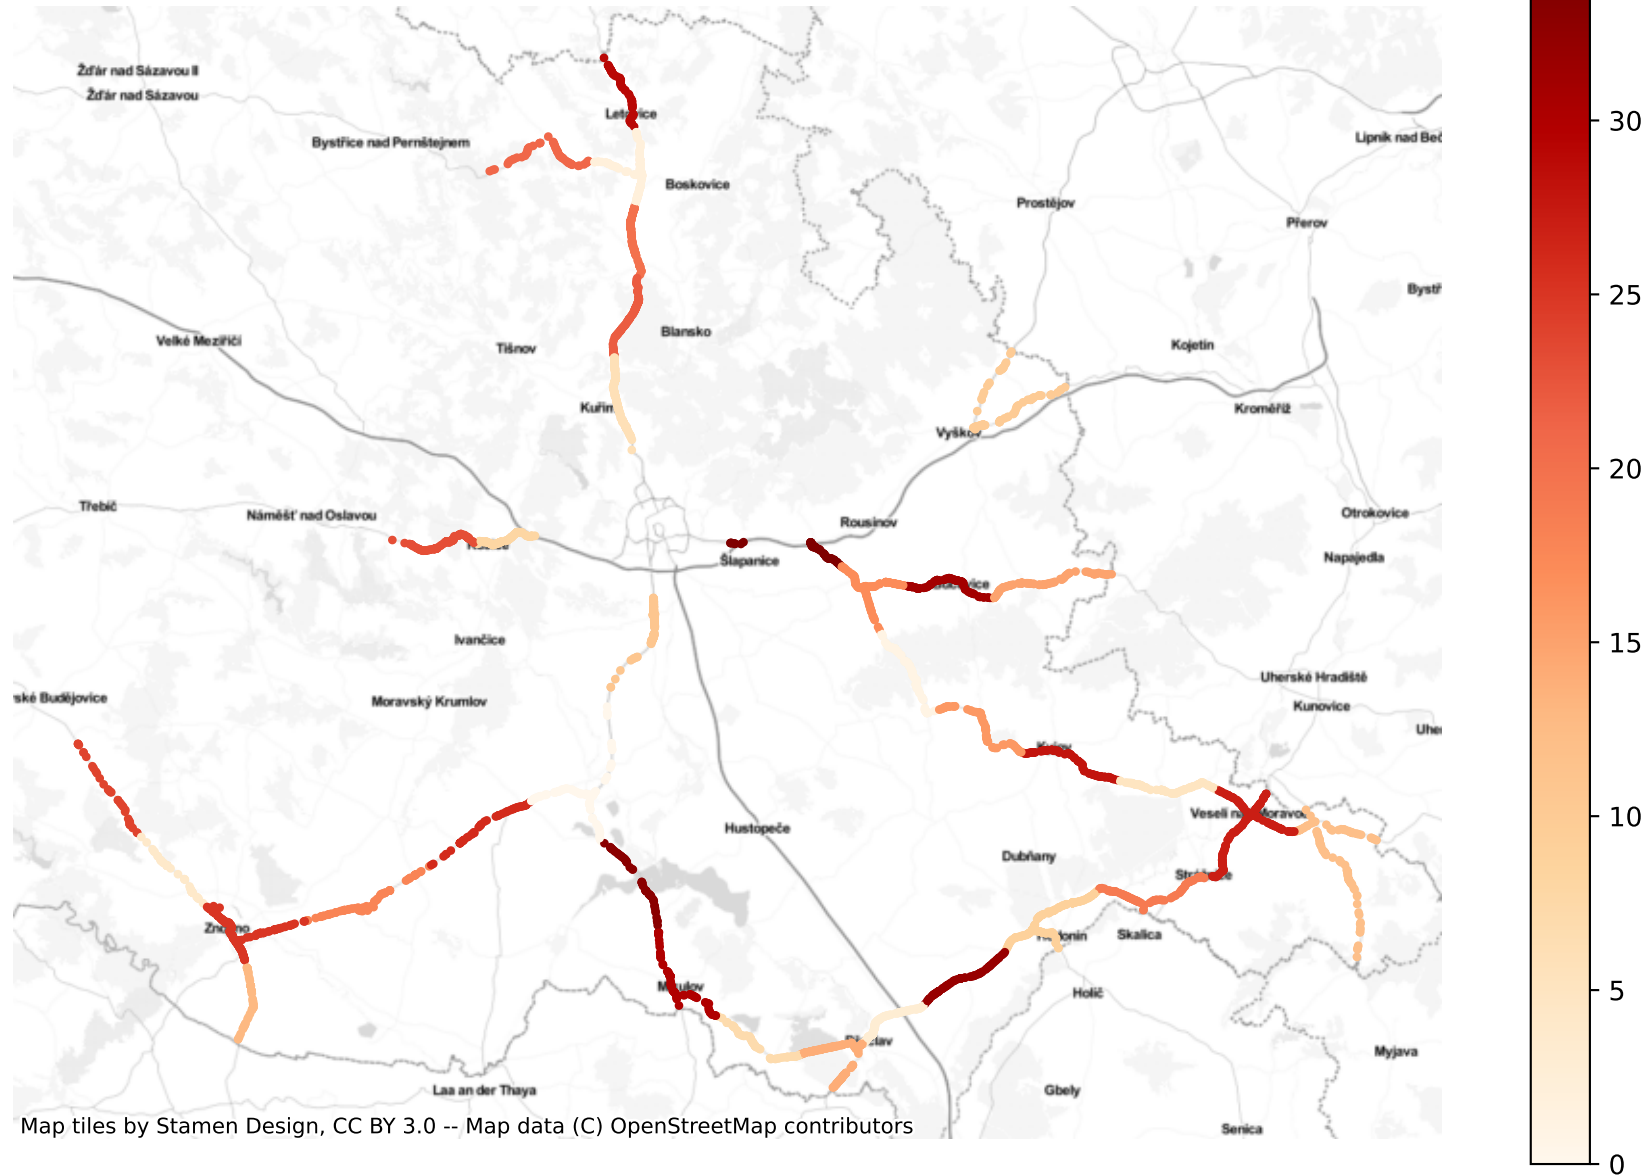 Žďár nad Sázavou II
Žďár nad Sázavou
Bystřice nad Pernštejnem
Boskovice
Lipník nad Beč
Prostějov
Přerov
Velké Meziříčí
Tišnov
Blansko
Kojetín
Kroměříž
Třebíč
Náměšť nad Oslavou
Rousínov
Otrokovice
Šlapanice
Napajedla
Ivančice
Uherské Hradiště
ské Budějovice
Moravský Krumlov
Kunovice
Hustopeče
Dubňany
Skalica
Holíč
Myjava
Laa an der Thaya
Gbely
Senica
Map tiles by Stamen Design, CC BY 3.0 -- Map data (C) OpenStreetMap contributors
30
25
20
15
10
5
0